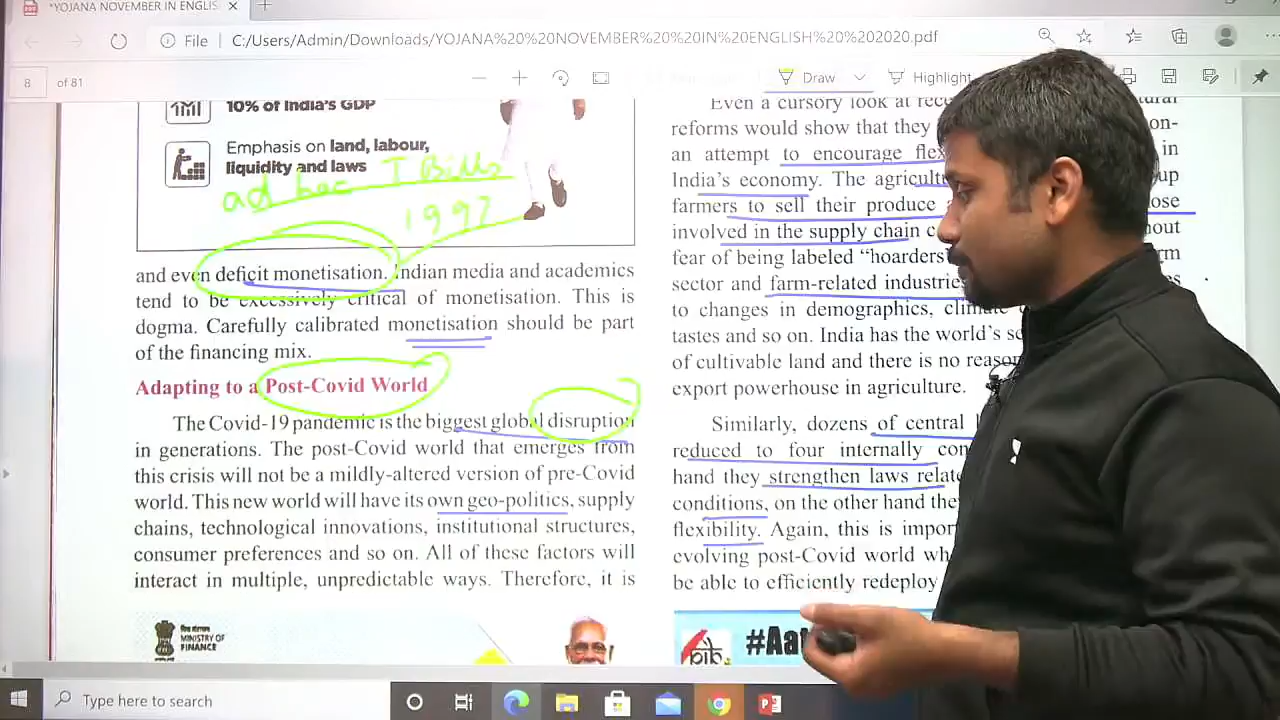 *YOJANA NOVEMBER IN ENGLIS
File
C:/Users/Admin/Downloads/YOJANA%20%20NOVEMBER%20%20IN%20ENGLISH%20%202020.pdf
8 of 81
Draw
Highlight
10% of India's GDP
Emphasis on land, labour,
liquidity and laws
ad hoc T Bills
1997
and even deficit monetisation. Indian media and academics
tend to be excessively critical of monetisation. This is
dogma. Carefully calibrated monetisation should be part
of the financing mix.
Adapting to a Post-Covid World
The Covid-19 pandemic is the biggest global disruption
in generations. The post-Covid world that emerges from
this crisis will not be a mildly-altered version of pre-Covid
world. This new world will have its own geo-politics, supply
chains, technological innovations, institutional structures,
consumer preferences and so on. All of these factors will
interact in multiple, unpredictable ways. Therefore, it is
MINISTRY OF
FINANCE
Even a cursory look at
reforms would show that they
an attempt to encourage in
India's economy. The
farmers to sell their produce
involved in the supply chain
fear of being labeled "hoarders"
sector and farm-related industries
to changes in demographics,
tastes and so on. India has the world's
of cultivable land and there is no
export powerhouse in agriculture.
Similarly, dozens of central
reduced to four internally
hand they strengthen laws
conditions, on the other hand
flexibility. Again, this is
evolving post-Covid world
be able to efficiently redeploy
pib
Type here to search